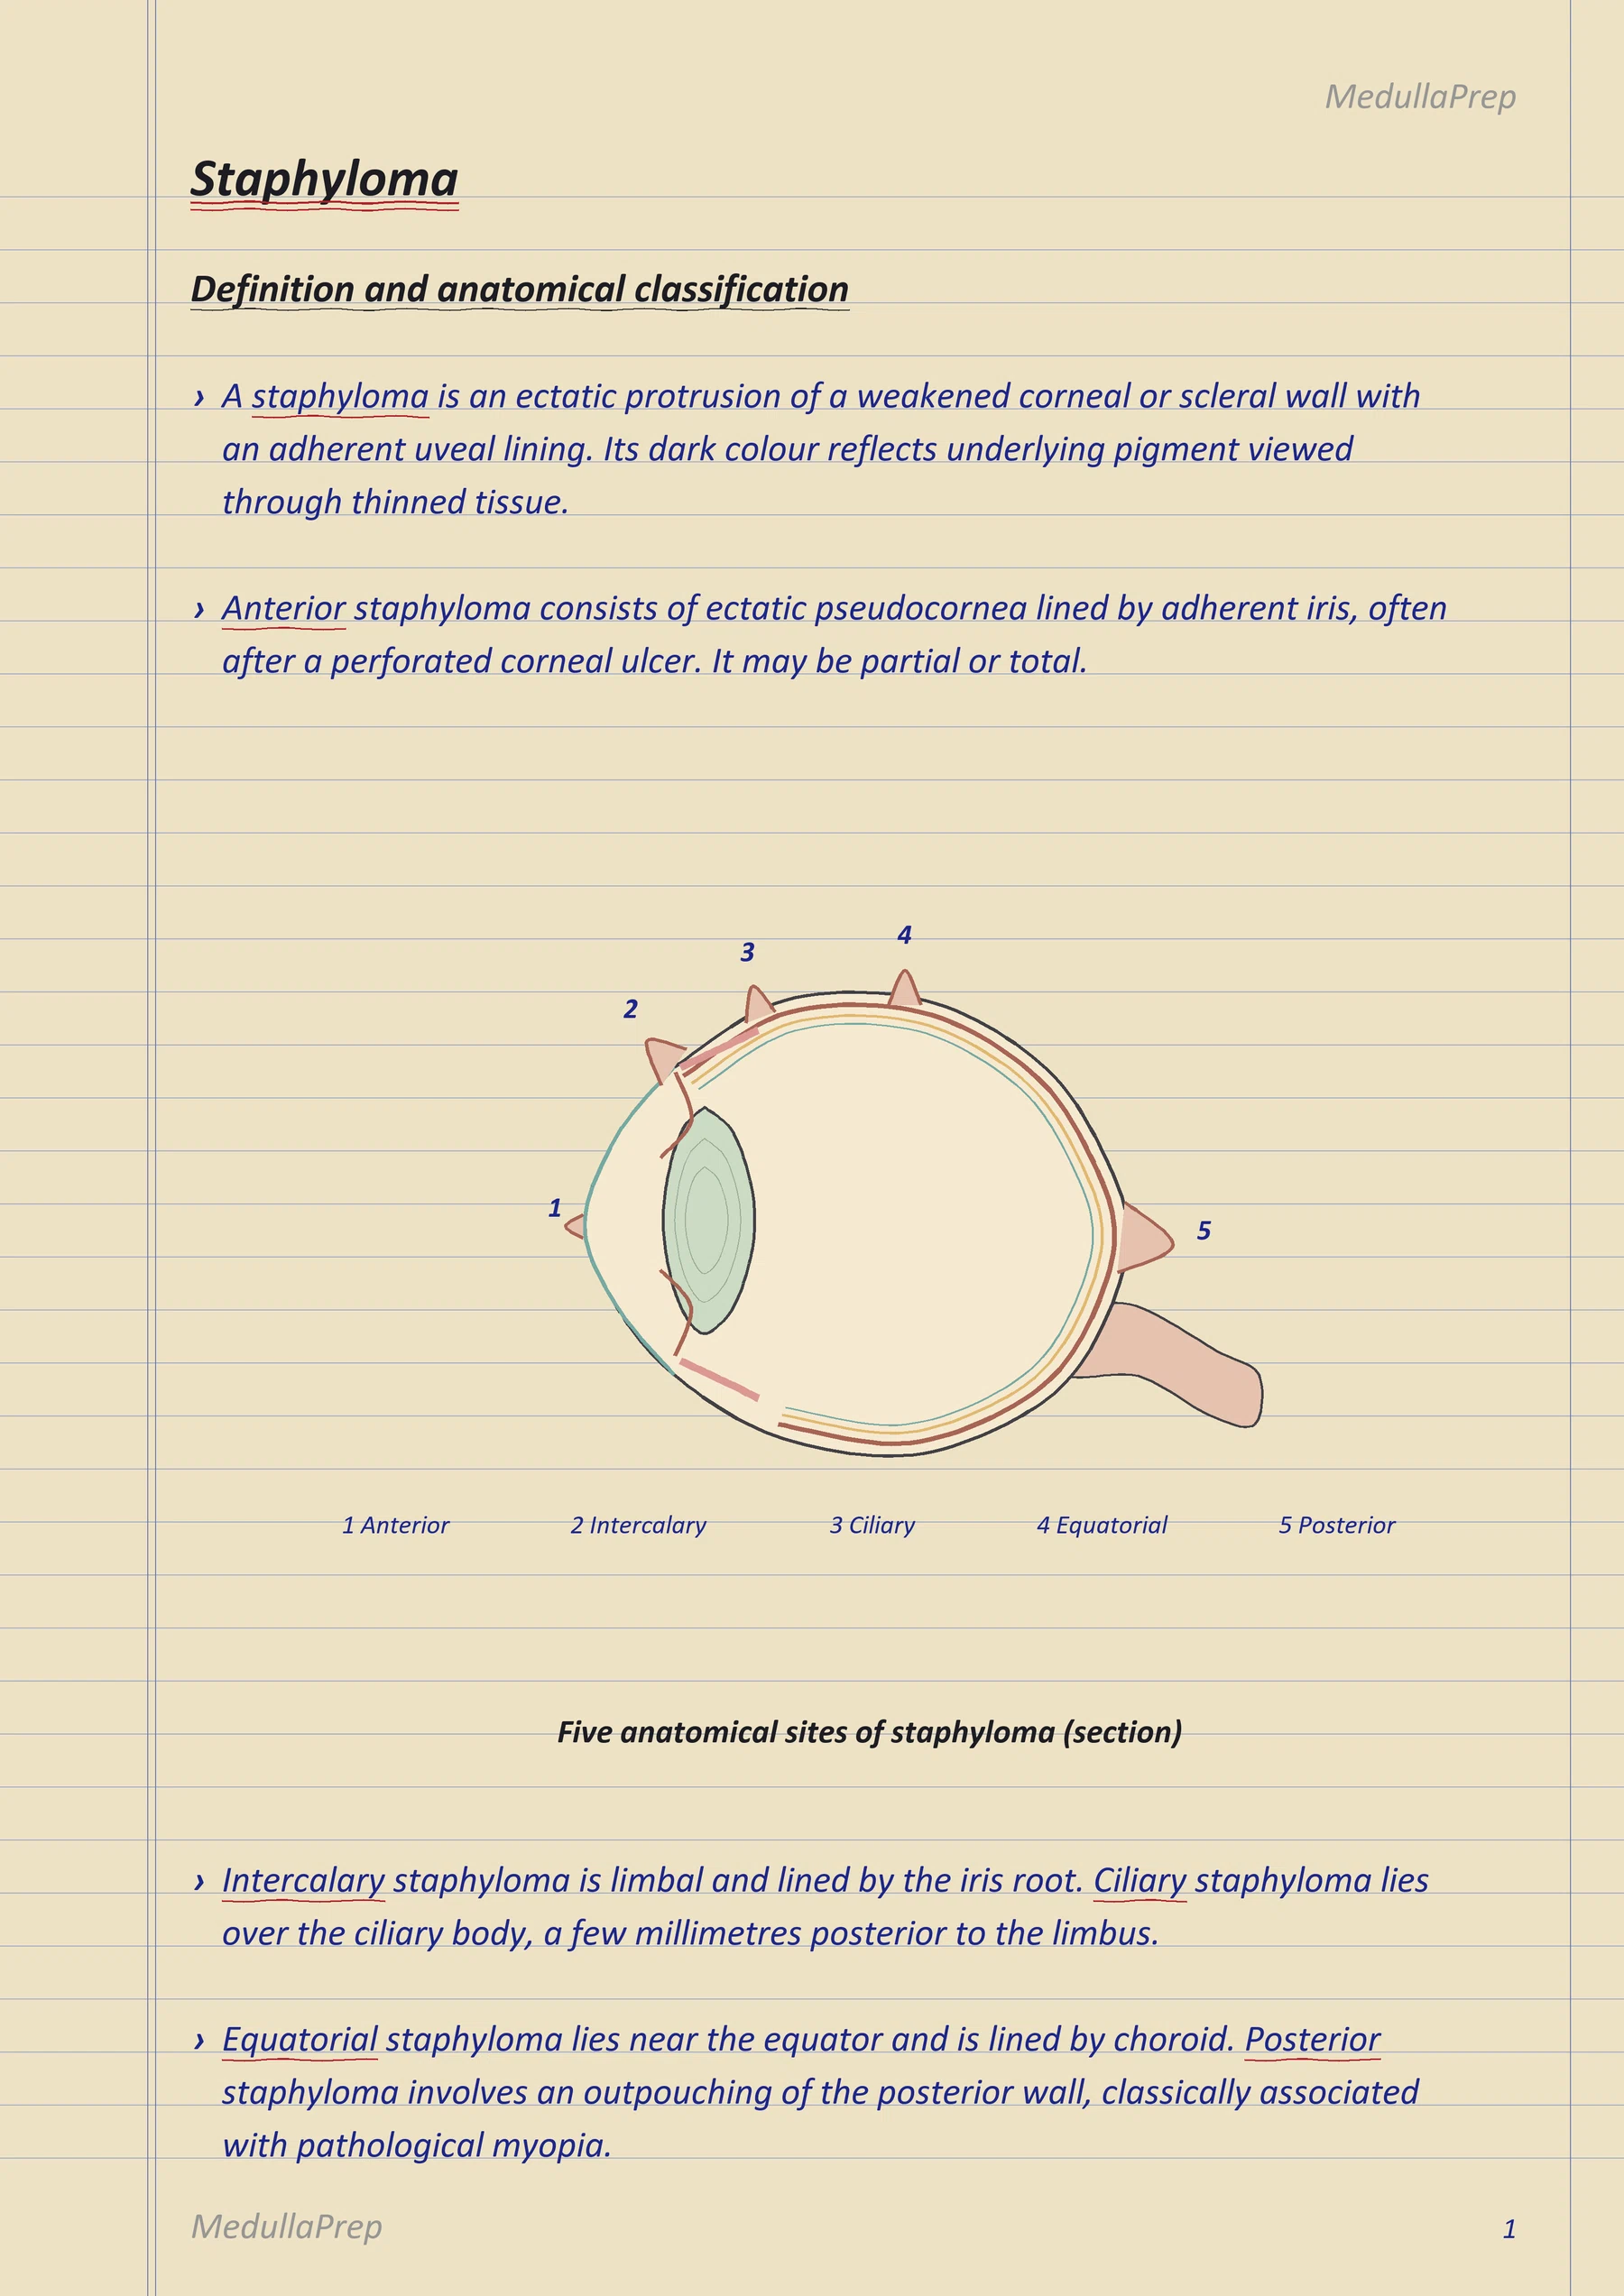 MedullaPrep
Staphyloma
Definition and anatomical classification
› A staphyloma is an ectatic protrusion of a weakened corneal or scleral wall with
an adherent uveal lining. Its dark colour reflects underlying pigment viewed
through thinned tissue.
› Anterior staphyloma consists of ectatic pseudocornea lined by adherent iris, often
after a perforated corneal ulcer. It may be partial or total.
4
3
2
1
5
1 Anterior 2 Intercalary 3 Ciliary 4 Equatorial 5 Posterior
Five anatomical sites of staphyloma (section)
› Intercalary staphyloma is limbal and lined by the iris root. Ciliary staphyloma lies
over the ciliary body, a few millimetres posterior to the limbus.
› Equatorial staphyloma lies near the equator and is lined by choroid. Posterior
staphyloma involves an outpouching of the posterior wall, classically associated
with pathological myopia.
MedullaPrep 1